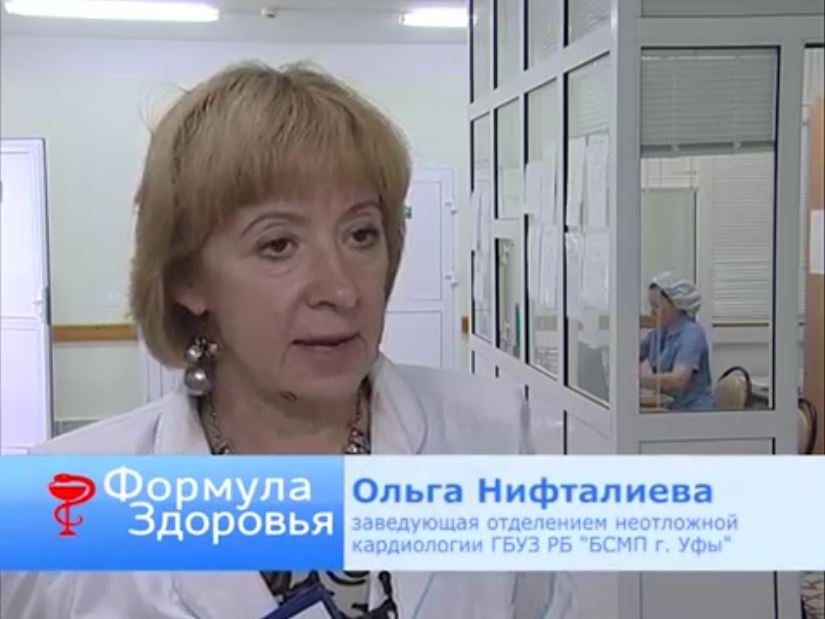 Формула
Здоровья
Ольга Нифталиева
заведующая отделением неотложной
кардиологии ГБУЗ РБ "БСМП г. Уфы"